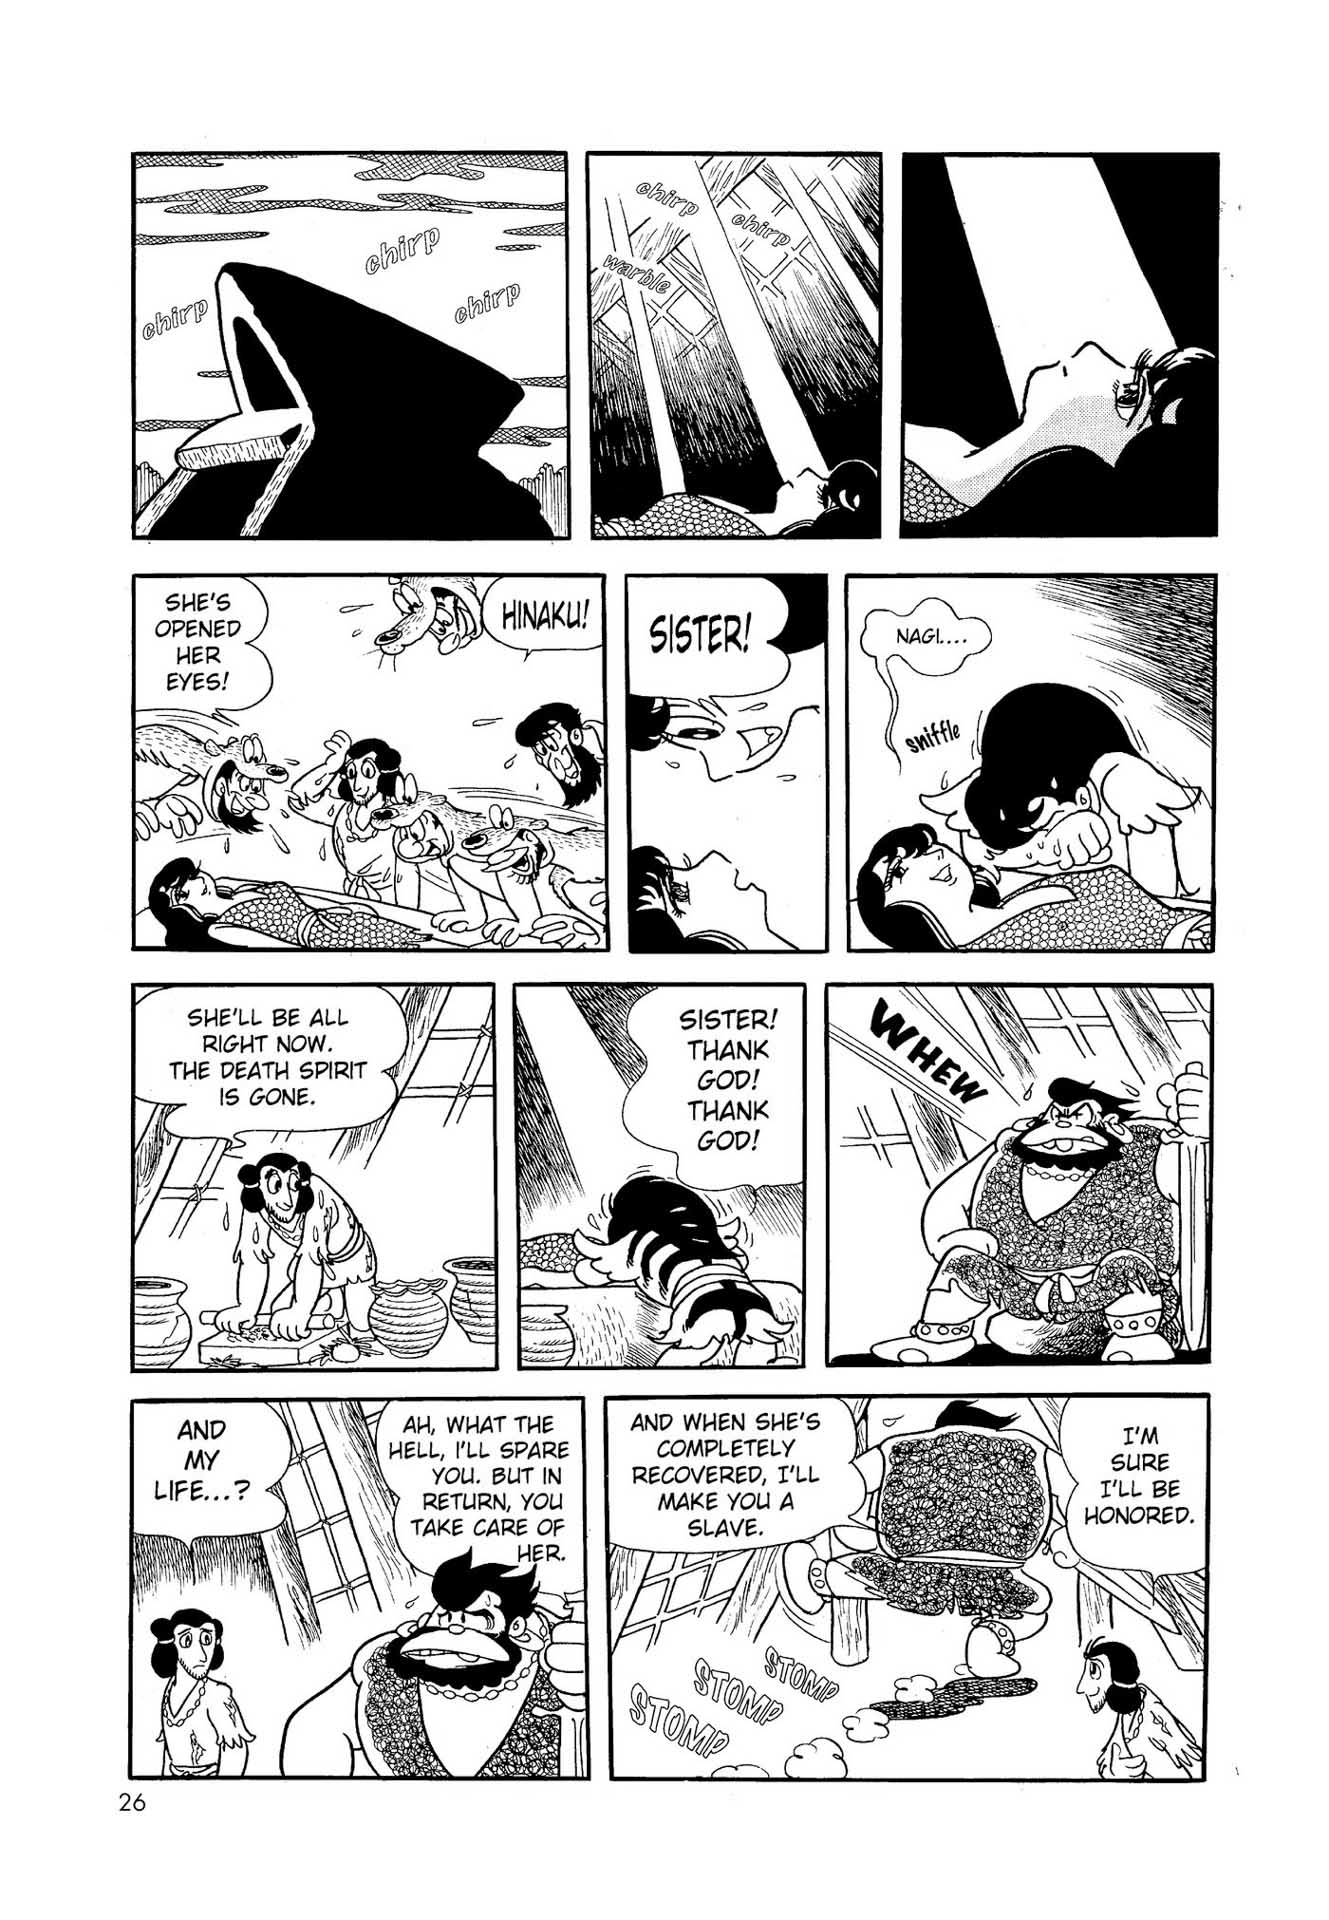 chirp
chirp
chirp
chirp
chirp
warble
SHE'S
OPENED
HER
EYES!
HINAKU!
SISTER!
NAGI....
sniffle
SHE'LL BE ALL
RIGHT NOW.
THE DEATH SPIRIT
IS GONE.
SISTER!
THANK
GOD!
THANK
GOD!
WHEW
AND
MY
LIFE...?
AH, WHAT THE
HELL, I'LL SPARE
YOU. BUT IN
RETURN, YOU
TAKE CARE OF
HER.
AND WHEN SHE'S
COMPLETELY
RECOVERED, I'LL
MAKE YOU A
SLAVE.
I'M
SURE
I'LL BE
HONORED.
STOMP
STOMP
STOMP
26